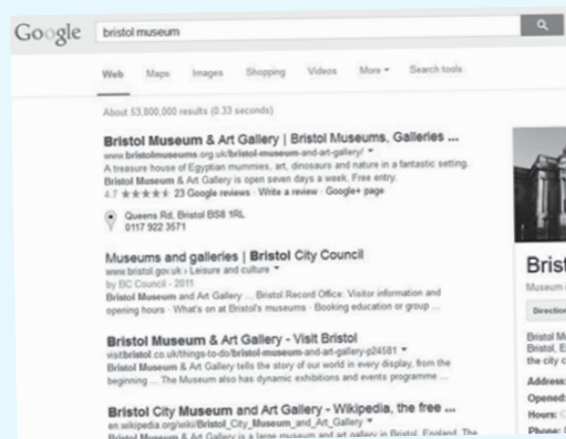 Google
bristol museum
Web Maps Images Shopping Videos More Search tools
About 53,800,000 results (0.33 seconds)
Bristol Museum & Art Gallery | Bristol Museums, Galleries ...
www.bristolmuseums.org.uk/bristol-museum-and-art-gallery/
A treasure house of Egyptian mummies, art, dinosaurs and nature in a fantastic setting.
Bristol Museum & Art Gallery is open seven days a week. Free entry.
4.7 ★★★★★ 23 Google reviews · Write a review · Google+ page
Queens Rd, Bristol BS8 1RL
0117 922 3571
Museums and galleries | Bristol City Council
www.bristol.gov.uk › Leisure and culture
by BC Council - 2011
Bristol Museum and Art Gallery ... Bristol Record Office: Visitor information and
opening hours · What's on at Bristol's museums · Booking education or group ...
Bristol Museum & Art Gallery - Visit Bristol
visitbristol.co.uk/things-to-do/bristol-museum-and-art-gallery-p24581
Bristol Museum & Art Gallery tells the story of our world in every display, from the
beginning ... The Museum also has dynamic exhibitions and events programme ...
Bristol City Museum and Art Gallery - Wikipedia, the free ...
en.wikipedia.org/wiki/Bristol_City_Museum_and_Art_Gallery
Bristol Museum & Art Gallery is a large museum and art gallery in Bristol, England. The
Brist
Museum i
Direction
Bristol M
Bristol, E
the city c
Address:
Opened:
Hours:
Phone: